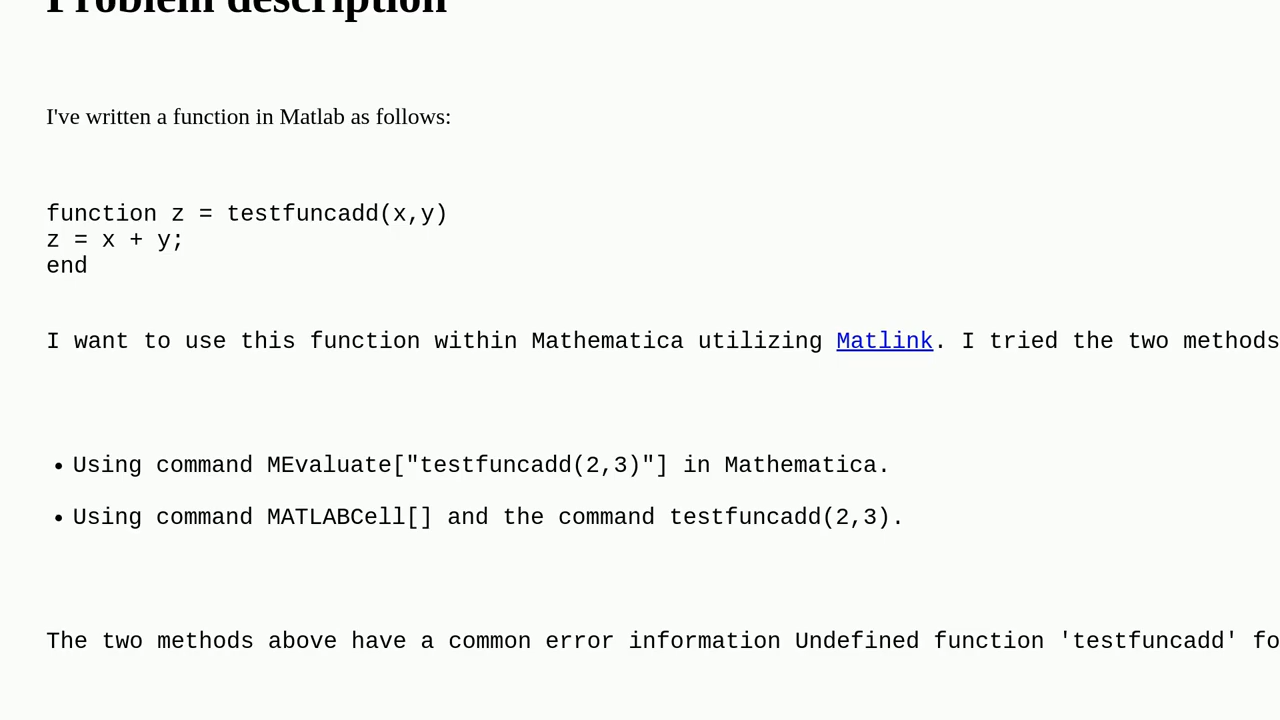 Problem description
I've written a function in Matlab as follows:
function z = testfuncadd(x,y)
z = x + y;
end
I want to use this function within Mathematica utilizing Matlink. I tried the two methods
• Using command MEvaluate["testfuncadd(2,3)"] in Mathematica.
• Using command MATLABCell[] and the command testfuncadd(2,3).
The two methods above have a common error information Undefined function 'testfuncadd' fo